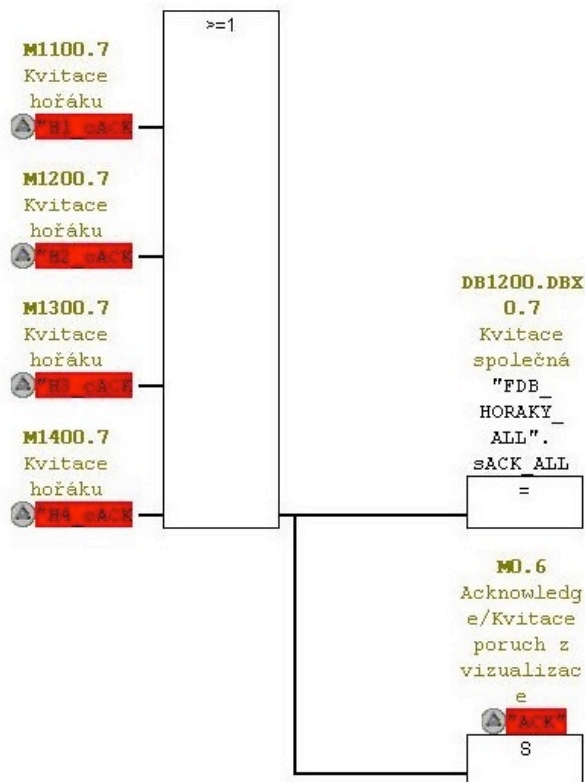 >=1
M1100.7
Kvitace
hořáku
"H1_cACK
M1200.7
Kvitace
hořáku
"H2_cACK
M1300.7
Kvitace
hořáku
"H3_cACK
M1400.7
Kvitace
hořáku
"H4_cACK
DB1200.DBX
0.7
Kvitace
společná
"FDB_
HORAKY_
ALL".
sACK_ALL
=
M0.6
Acknowledg
e/Kvitace
poruch z
vizualizac
e
"ACK"
S